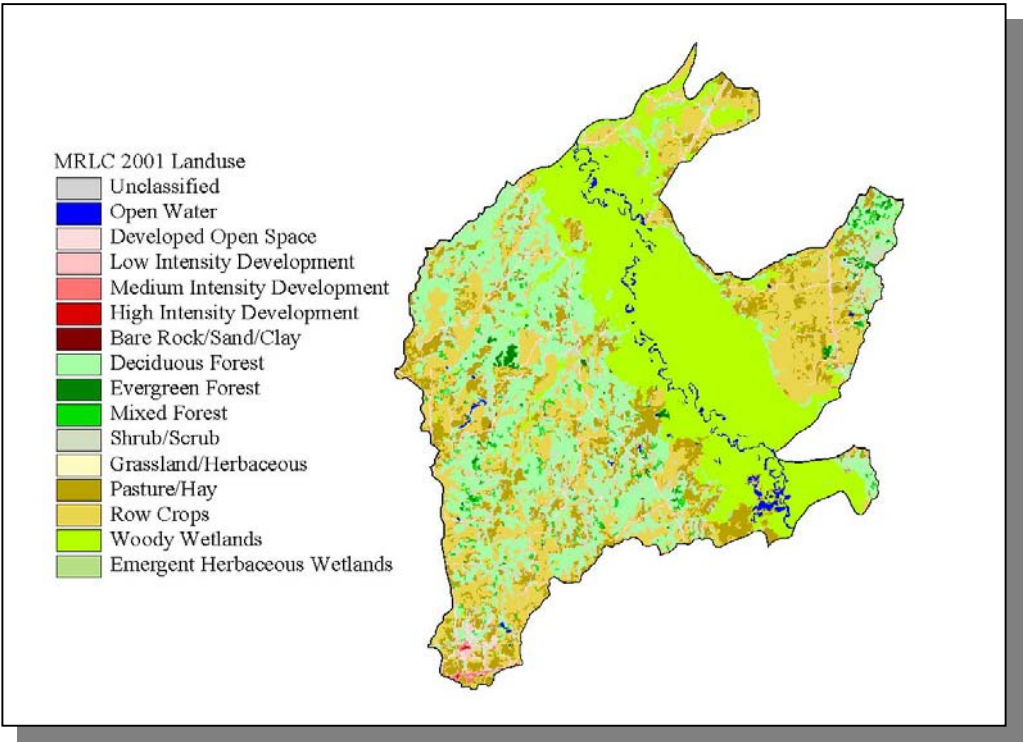 MRLC 2001 Landuse
Unclassified
Open Water
Developed Open Space
Low Intensity Development
Medium Intensity Development
High Intensity Development
Bare Rock/Sand/Clay
Deciduous Forest
Evergreen Forest
Mixed Forest
Shrub/Scrub
Grassland/Herbaceous
Pasture/Hay
Row Crops
Woody Wetlands
Emergent Herbaceous Wetlands